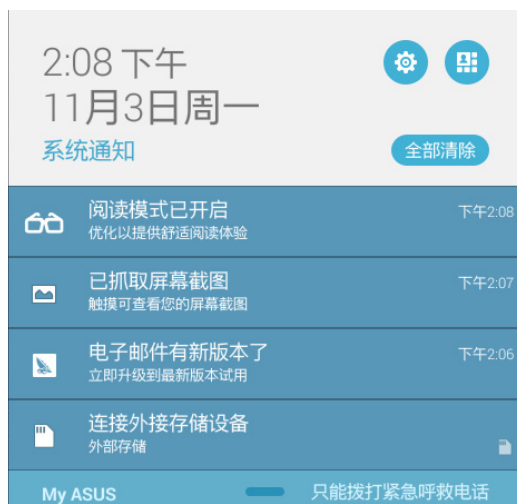 2:08 下午
11月3日周一
系统通知
全部清除
阅读模式已开启
下午2:08
优化以提供舒适阅读体验
已抓取屏幕截图
下午2:07
触摸可查看您的屏幕截图
电子邮件有新版本了
下午2:06
立即升级到最新版本试用
连接外接存储设备
外部存储
My ASUS
只能拨打紧急呼救电话